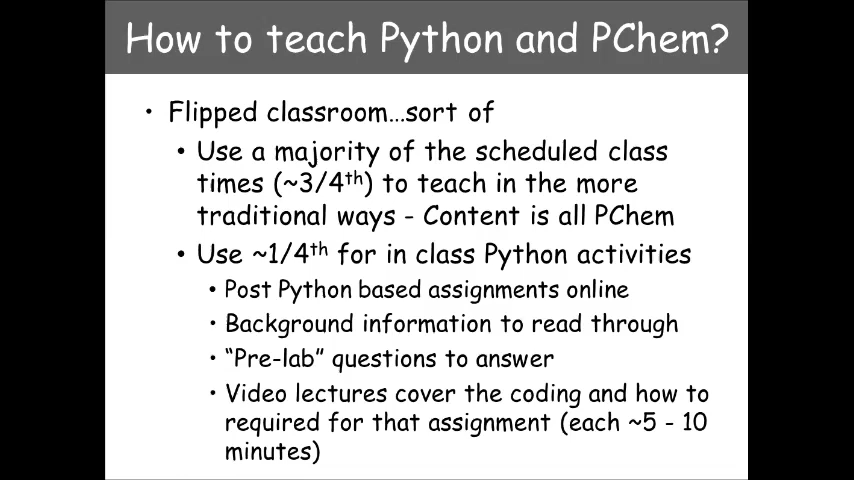 How to teach Python and PChem?
• Flipped classroom…sort of
• Use a majority of the scheduled class
times (~3/4th) to teach in the more
traditional ways - Content is all PChem
• Use ~1/4th for in class Python activities
• Post Python based assignments online
• Background information to read through
• “Pre-lab” questions to answer
• Video lectures cover the coding and how to
required for that assignment (each ~5 - 10
minutes)